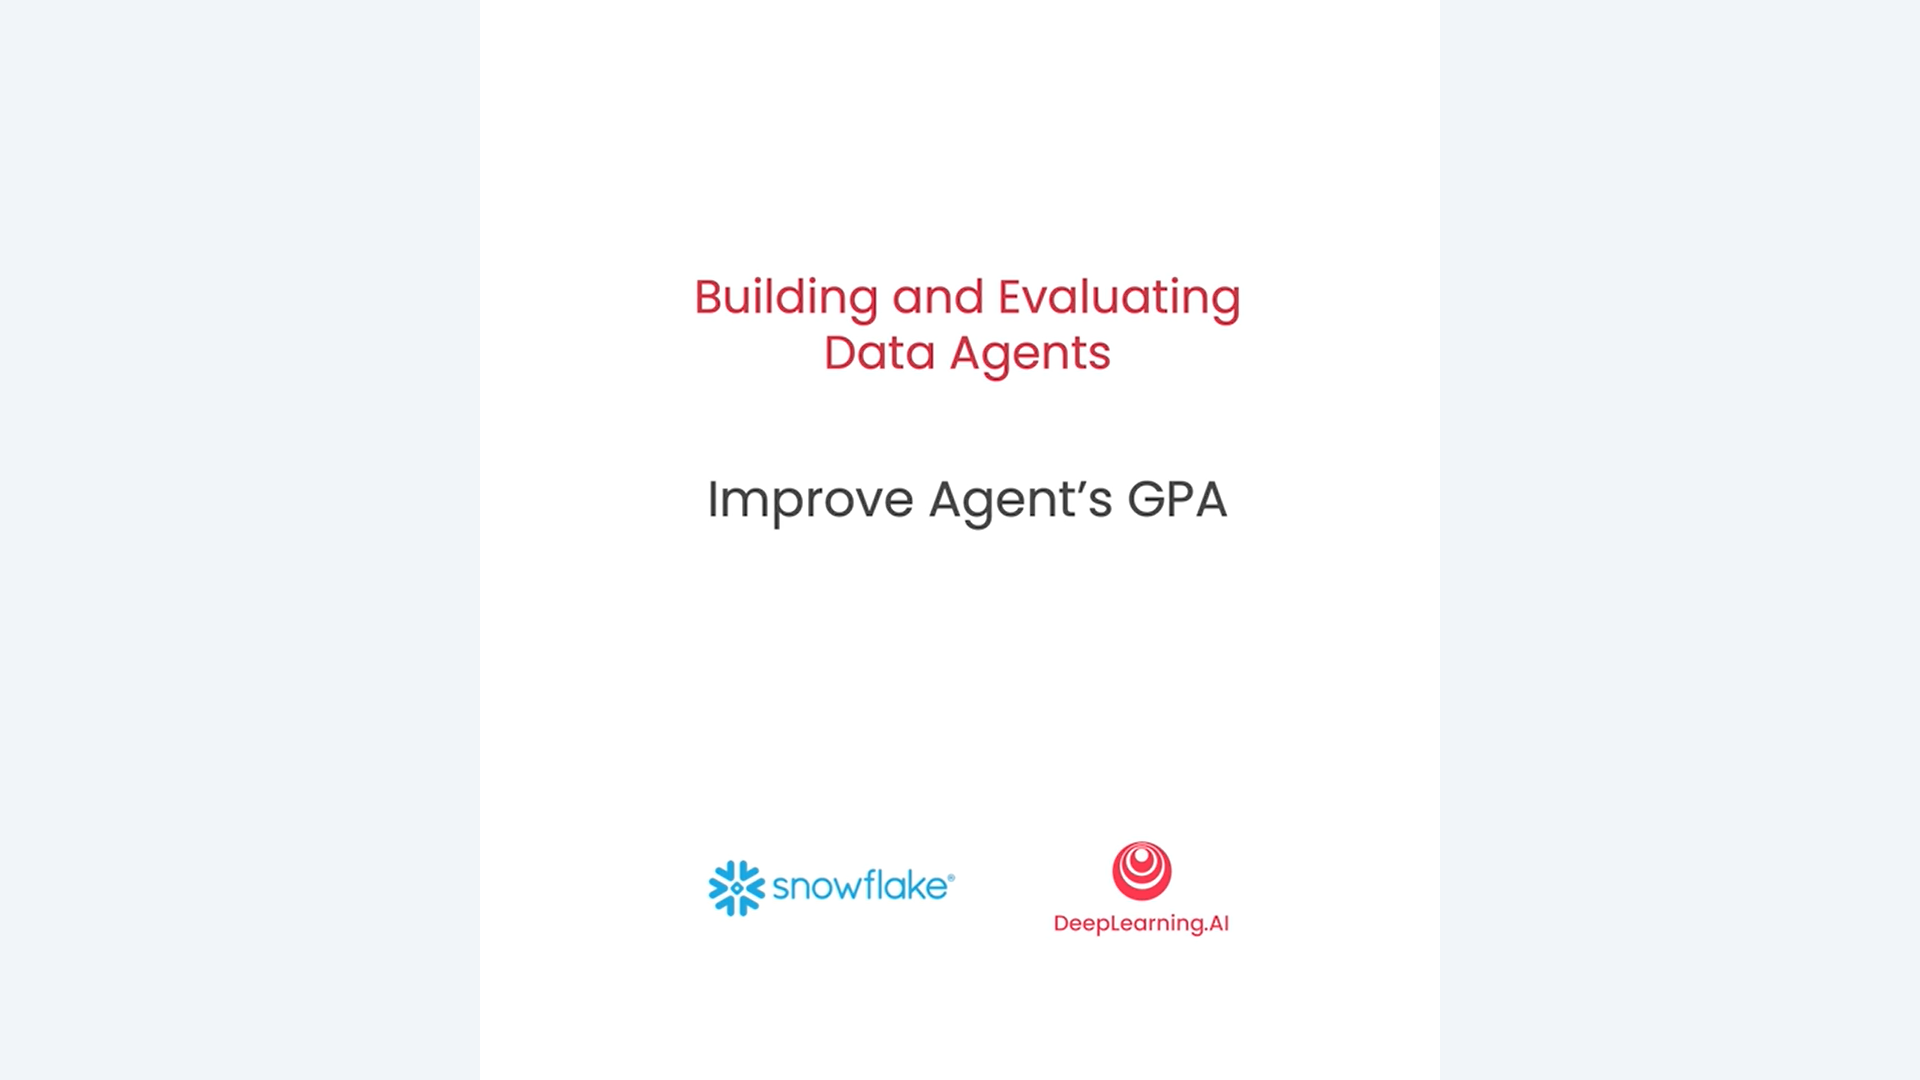 Building and Evaluating
Data Agents
Improve Agent’s GPA
snowflake®
DeepLearning.AI